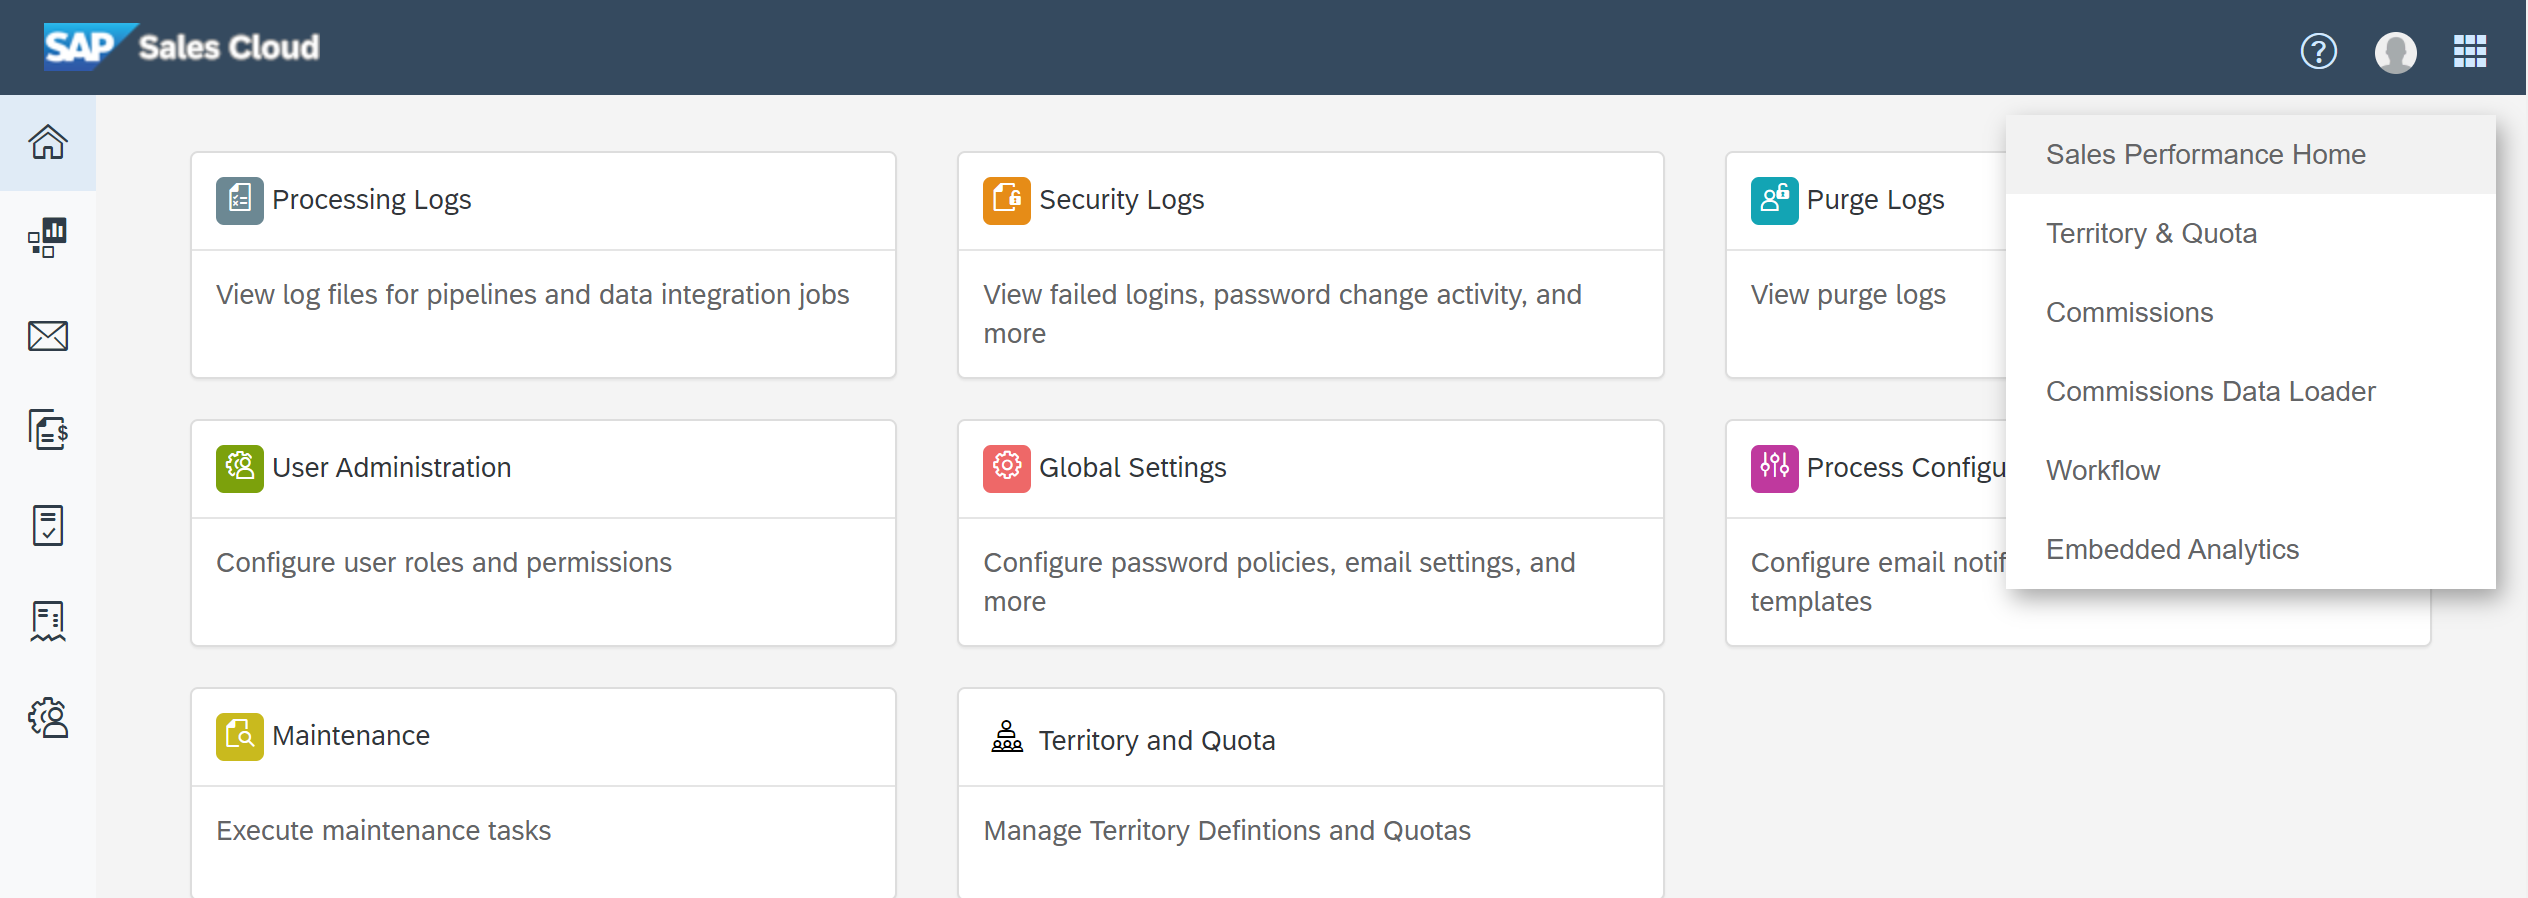 SAP Sales Cloud
?
Processing Logs
View log files for pipelines and data integration jobs
Security Logs
View failed logins, password change activity, and
more
Purge Logs
View purge logs
User Administration
Configure user roles and permissions
Global Settings
Configure password policies, email settings, and
more
Process Configu
Configure email notif
templates
Maintenance
Execute maintenance tasks
Territory and Quota
Manage Territory Defintions and Quotas
Sales Performance Home
Territory & Quota
Commissions
Commissions Data Loader
Workflow
Embedded Analytics